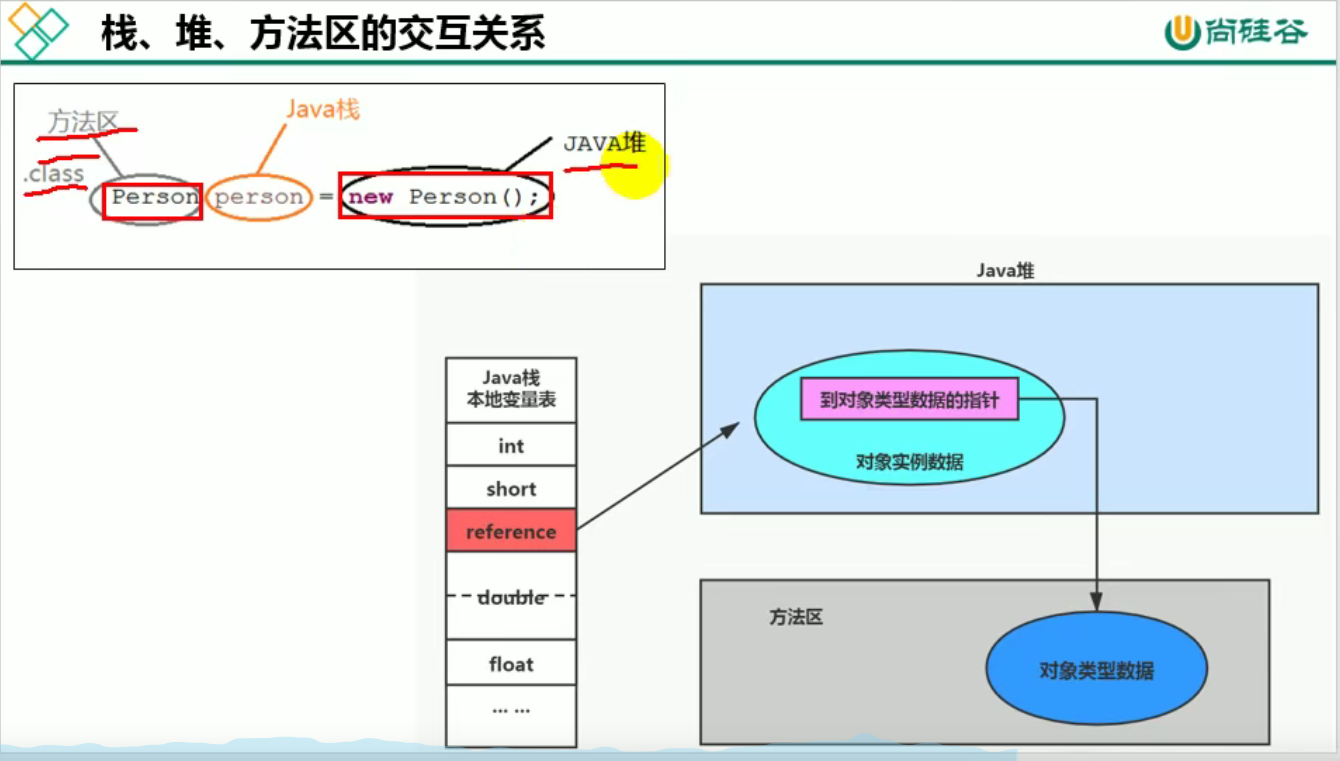 栈、堆、方法区的交互关系
尚硅谷
方法区
Java栈
JAVA堆
.class
Person person = new Person();
Java堆
到对象类型数据的指针
对象实例数据
Java栈
本地变量表
int
short
reference
double
float
... ...
方法区
对象类型数据